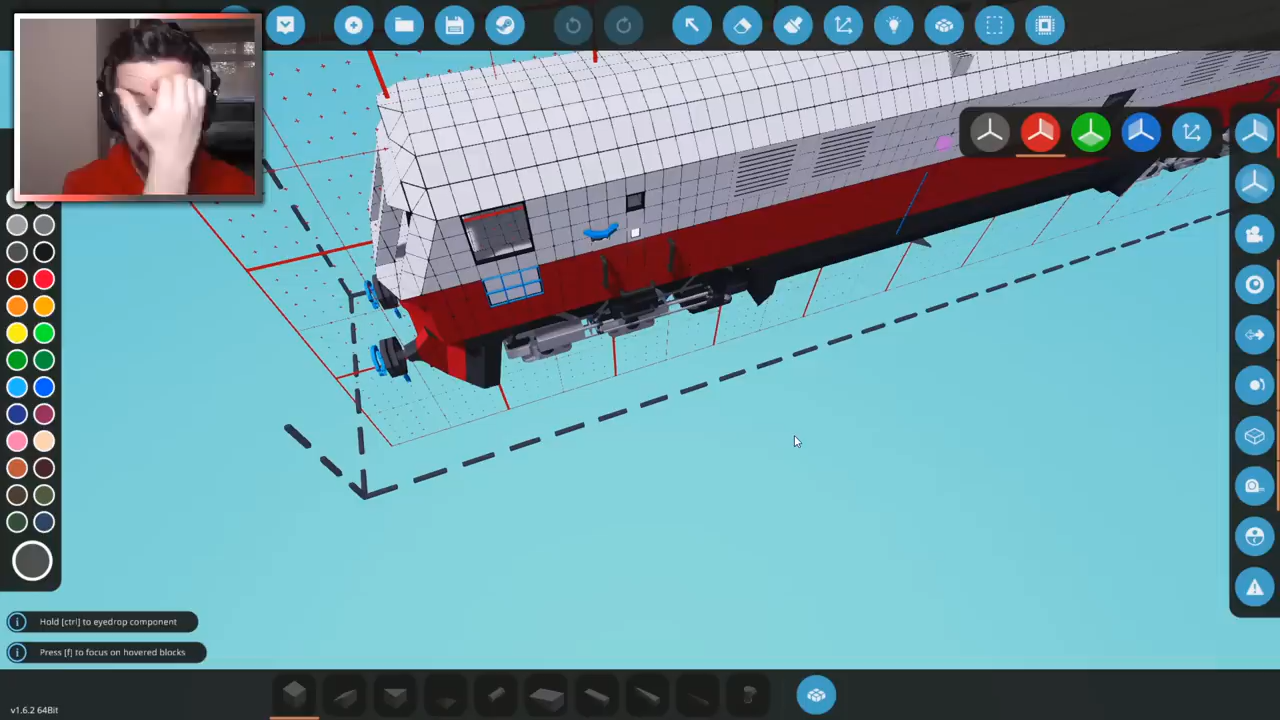 Hold [ctrl] to eyedrop component
Press [f] to focus on hovered blocks
v1.6.2 64Bit